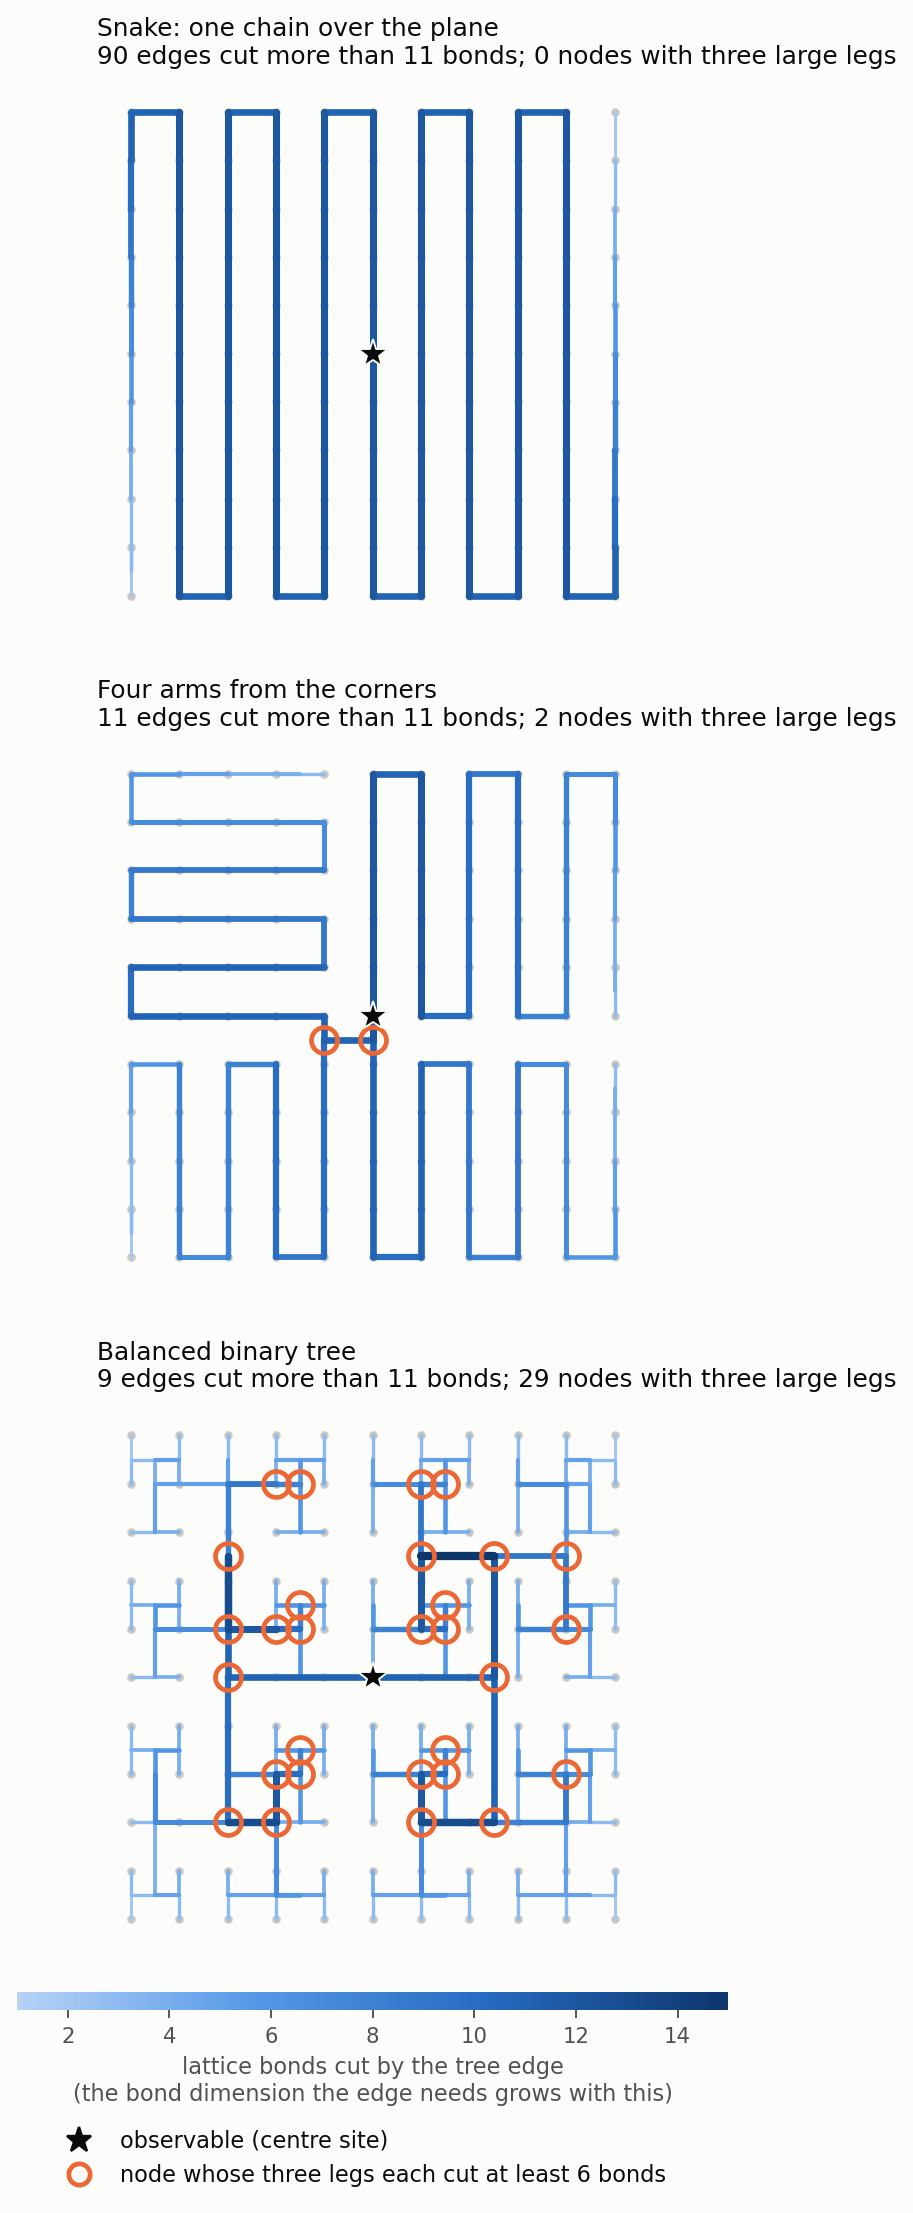 Snake: one chain over the plane
90 edges cut more than 11 bonds; 0 nodes with three large legs
Four arms from the corners
11 edges cut more than 11 bonds; 2 nodes with three large legs
Balanced binary tree
9 edges cut more than 11 bonds; 29 nodes with three large legs
2 4 6 8 10 12 14
lattice bonds cut by the tree edge
(the bond dimension the edge needs grows with this)
observable (centre site)
node whose three legs each cut at least 6 bonds